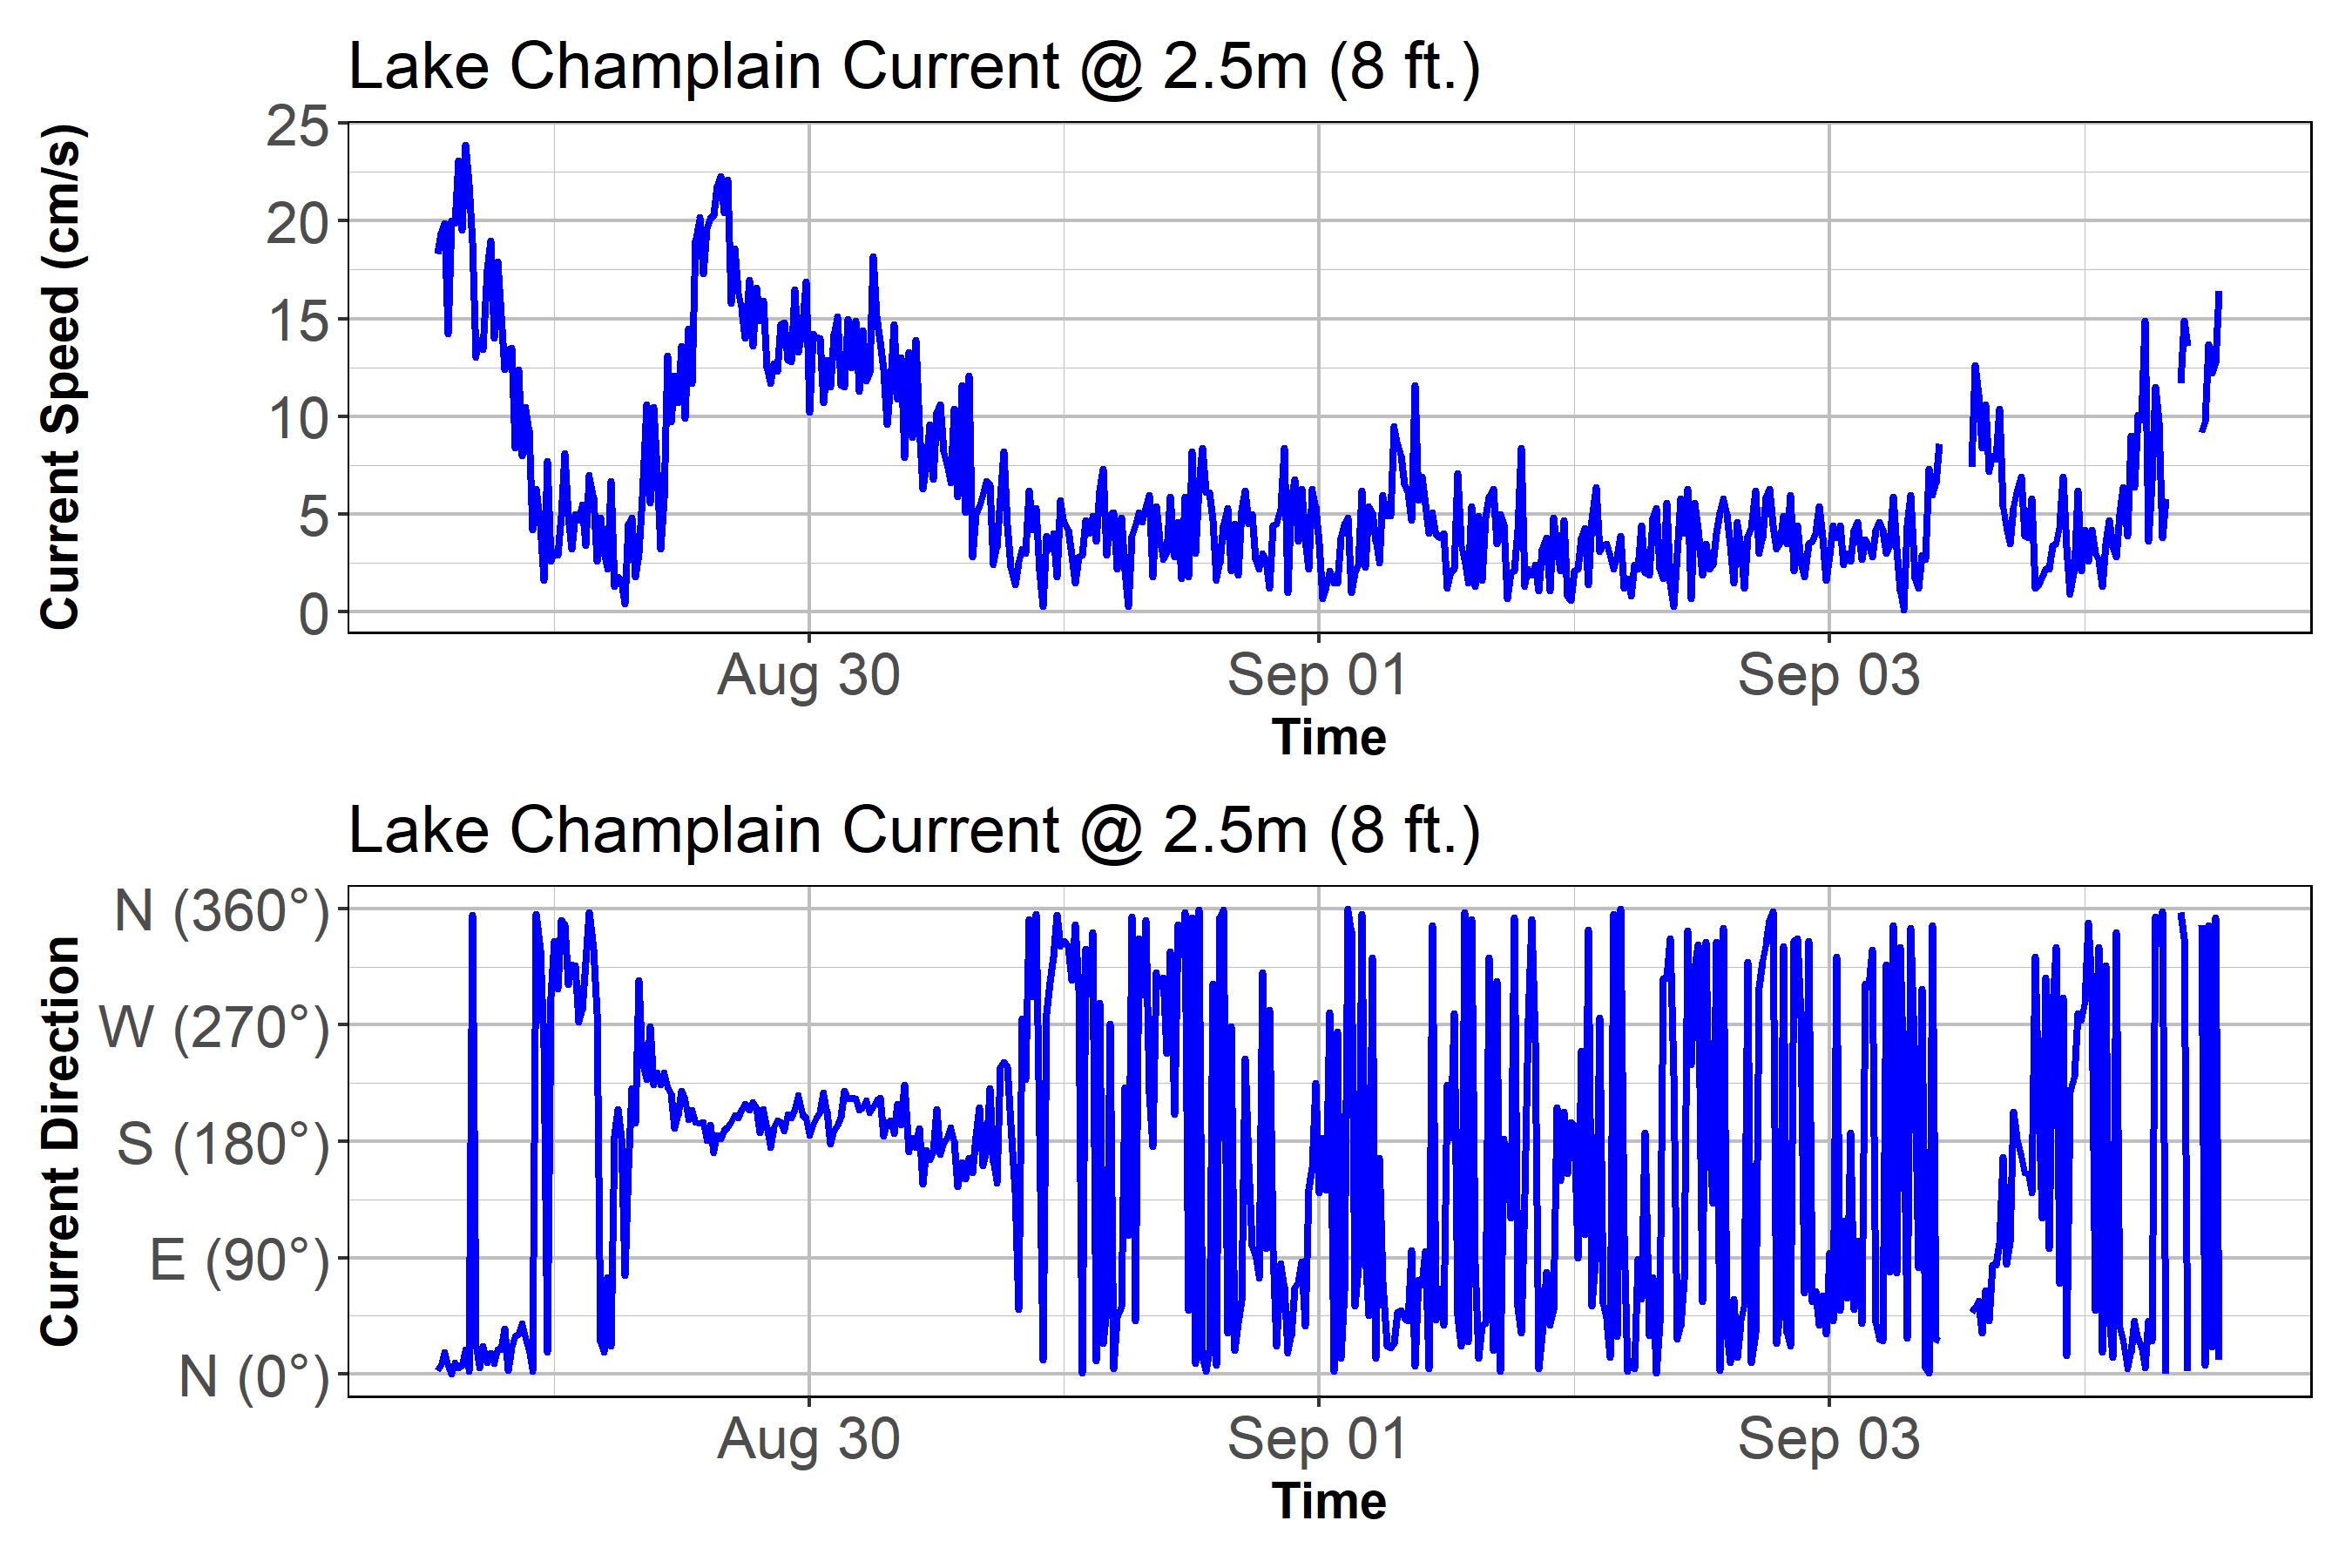 Lake Champlain Current @ 2.5m (8 ft.)
Current Speed (cm/s)
25
20
15
10
5
0
Aug 30 Sep 01 Sep 03
Time
Lake Champlain Current @ 2.5m (8 ft.)
Current Direction
N (360°)
W (270°)
S (180°)
E (90°)
N (0°)
Aug 30 Sep 01 Sep 03
Time